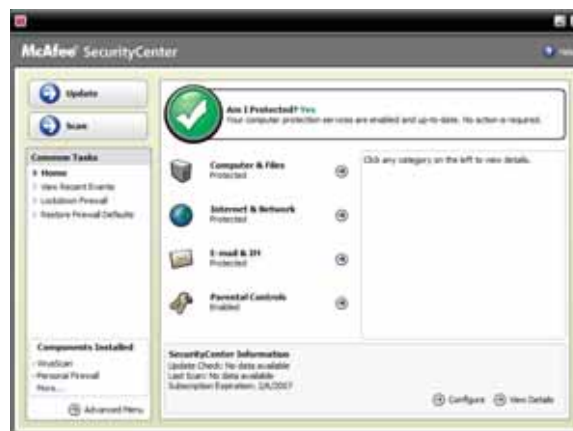 McAfee SecurityCenter
Update
Scan
Common Tasks
Home
View Recent Events
Lockdown Firewall
Restore Firewall Defaults
Components Installed
VirusScan
Personal Firewall
More...
Advanced Menu
Am I Protected? Yes
Your computer protection services are enabled and up-to-date. No action is required.
Computer & Files
Protected
Internet & Network
Protected
E-mail & IM
Protected
Parental Controls
Enabled
Click any category on the left to view details.
SecurityCenter Information
Update Check: No data available
Last Scan: No data available
Subscription Expiration: 2/6/2007
Configure
View Details